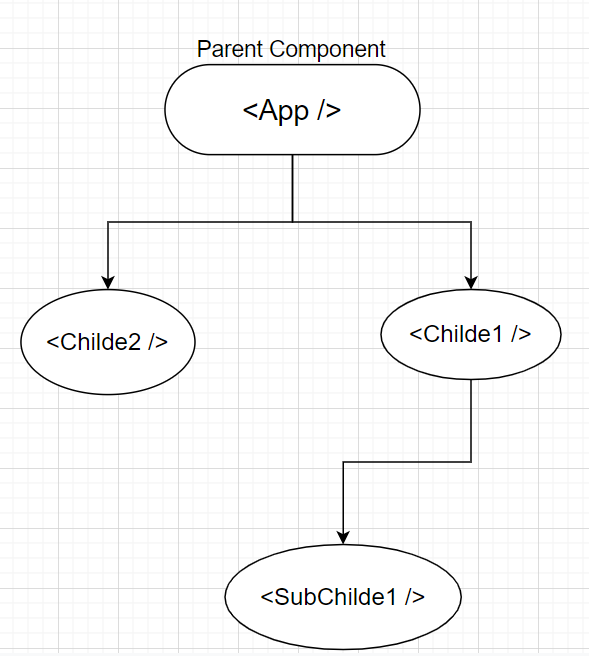 Parent Component
<App />
<Childe2 />
<Childe1 />
<SubChilde1 />